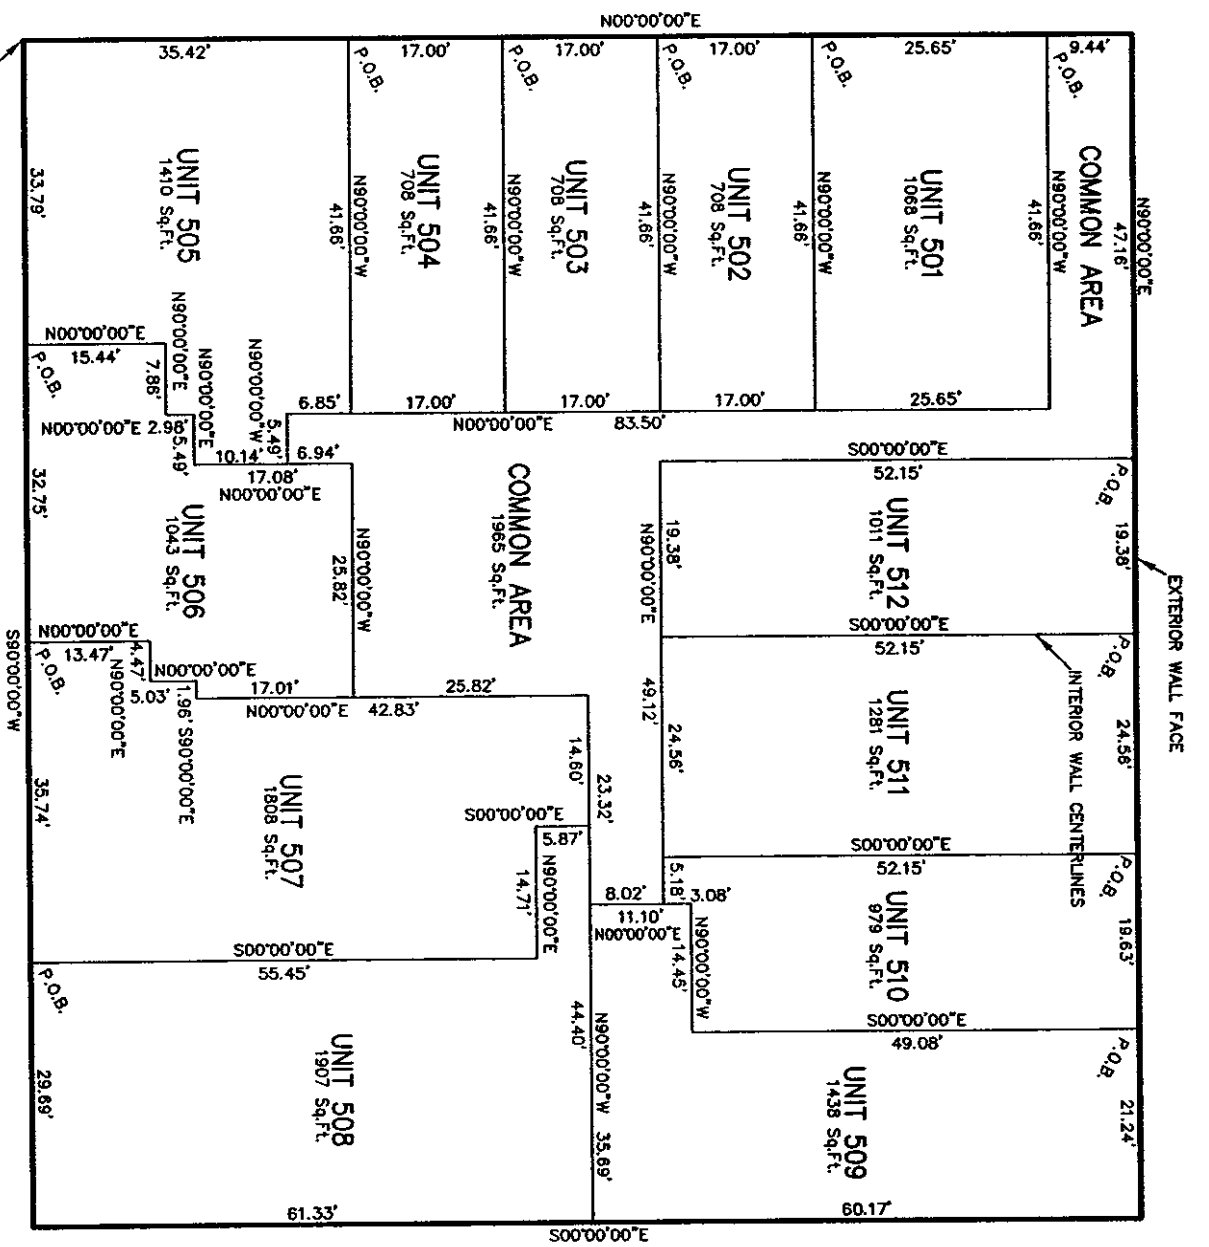 N00°00'00"E
35.42'
17.00'
17.00'
17.00'
25.65'
9.44'
P.O.B.
P.O.B.
P.O.B.
P.O.B.
P.O.B.
COMMON AREA
47.16'
N90°00'00"E
UNIT 501
1068 Sq.Ft.
UNIT 502
708 Sq.Ft.
UNIT 503
708 Sq.Ft.
UNIT 504
708 Sq.Ft.
UNIT 505
1410 Sq.Ft.
N90°00'00"W
41.66'
N90°00'00"W
41.66'
N90°00'00"W
41.66'
N90°00'00"W
41.66'
N90°00'00"W
41.66'
33.79'
N00°00'00"E
15.44'
P.O.B.
N90°00'00"E
7.86'
N90°00'00"E
5.49'
N00°00'00"E 2.98'
N90°00'00"W
5.49'
6.85'
17.00'
17.00'
17.00'
25.65'
N00°00'00"E
83.50'
10.14'
6.94'
17.08'
N00°00'00"E
32.75'
UNIT 506
1043 Sq.Ft.
N90°00'00"W
25.82'
COMMON AREA
1965 Sq.Ft.
S00°00'00"E
52.15'
P.O.B.
19.38'
N90°00'00"E
19.38'
UNIT 512
1011 Sq.Ft.
EXTERIOR WALL FACE
S00°00'00"E
52.15'
P.O.B.
INTERIOR WALL CENTERLINES
24.56'
UNIT 511
1281 Sq.Ft.
49.12'
24.56'
N00°00'00"E
13.47'
P.O.B.
4.47'
N90°00'00"E
N00°00'00"E
5.03'
1.96' S90°00'00"E
17.01'
25.82'
N00°00'00"E
42.83'
S90°00'00"W
35.74'
UNIT 507
1808 Sq.Ft.
14.60'
23.32'
S00°00'00"E
5.87'
14.71'
N90°00'00"E
S00°00'00"E
52.15'
P.O.B.
19.63'
5.18'
3.08'
8.02'
11.10'
N00°00'00"E
14.45'
N90°00'00"W
UNIT 510
979 Sq.Ft.
S00°00'00"E
55.45'
P.O.B.
S00°00'00"E
49.08'
P.O.B.
21.24'
44.40'
N90°00'00"W
35.69'
UNIT 508
1907 Sq.Ft.
29.69'
UNIT 509
1438 Sq.Ft.
61.33'
60.17'
S00°00'00"E